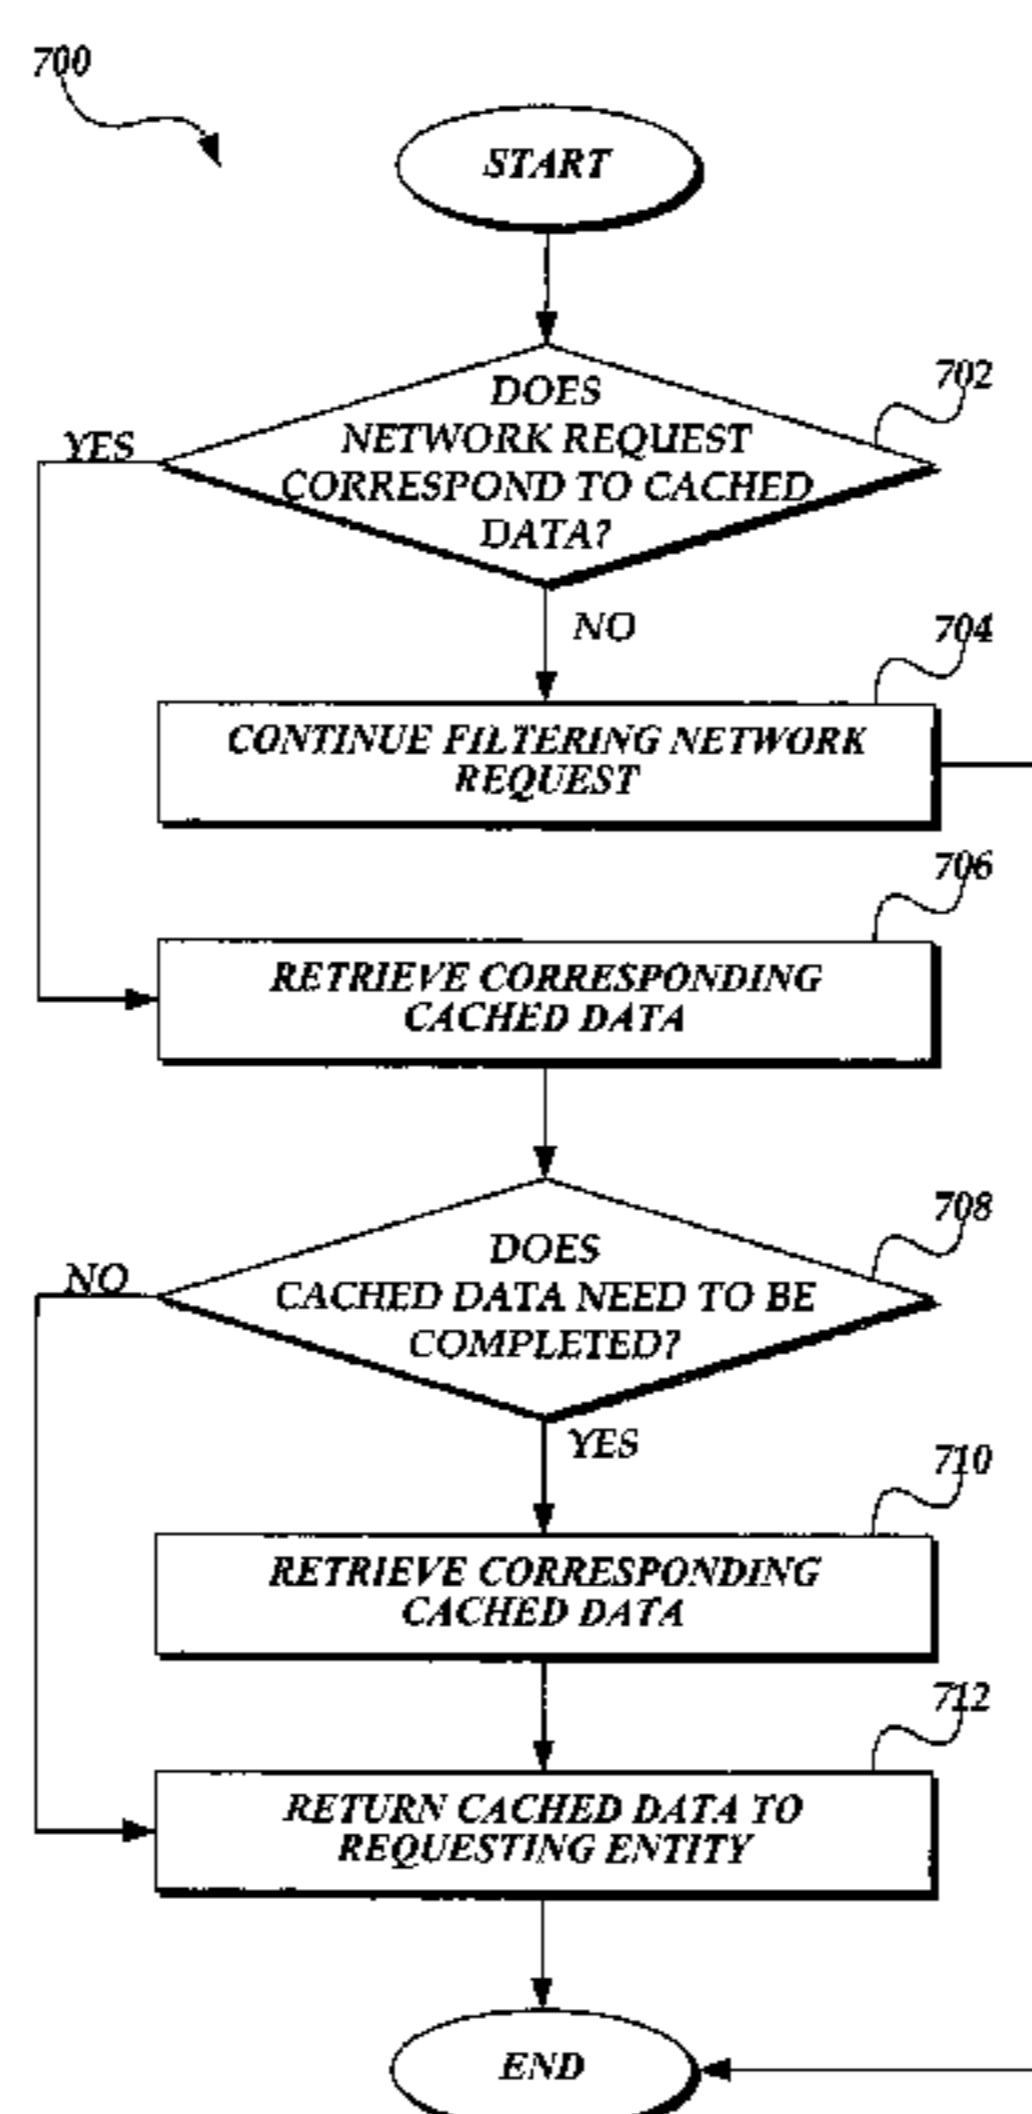 700
START
DOES
NETWORK REQUEST
CORRESPOND TO CACHED
DATA?
702
YES
NO
704
CONTINUE FILTERING NETWORK
REQUEST
706
RETRIEVE CORRESPONDING
CACHED DATA
708
DOES
CACHED DATA NEED TO BE
COMPLETED?
NO
YES
710
RETRIEVE CORRESPONDING
CACHED DATA
712
RETURN CACHED DATA TO
REQUESTING ENTITY
END